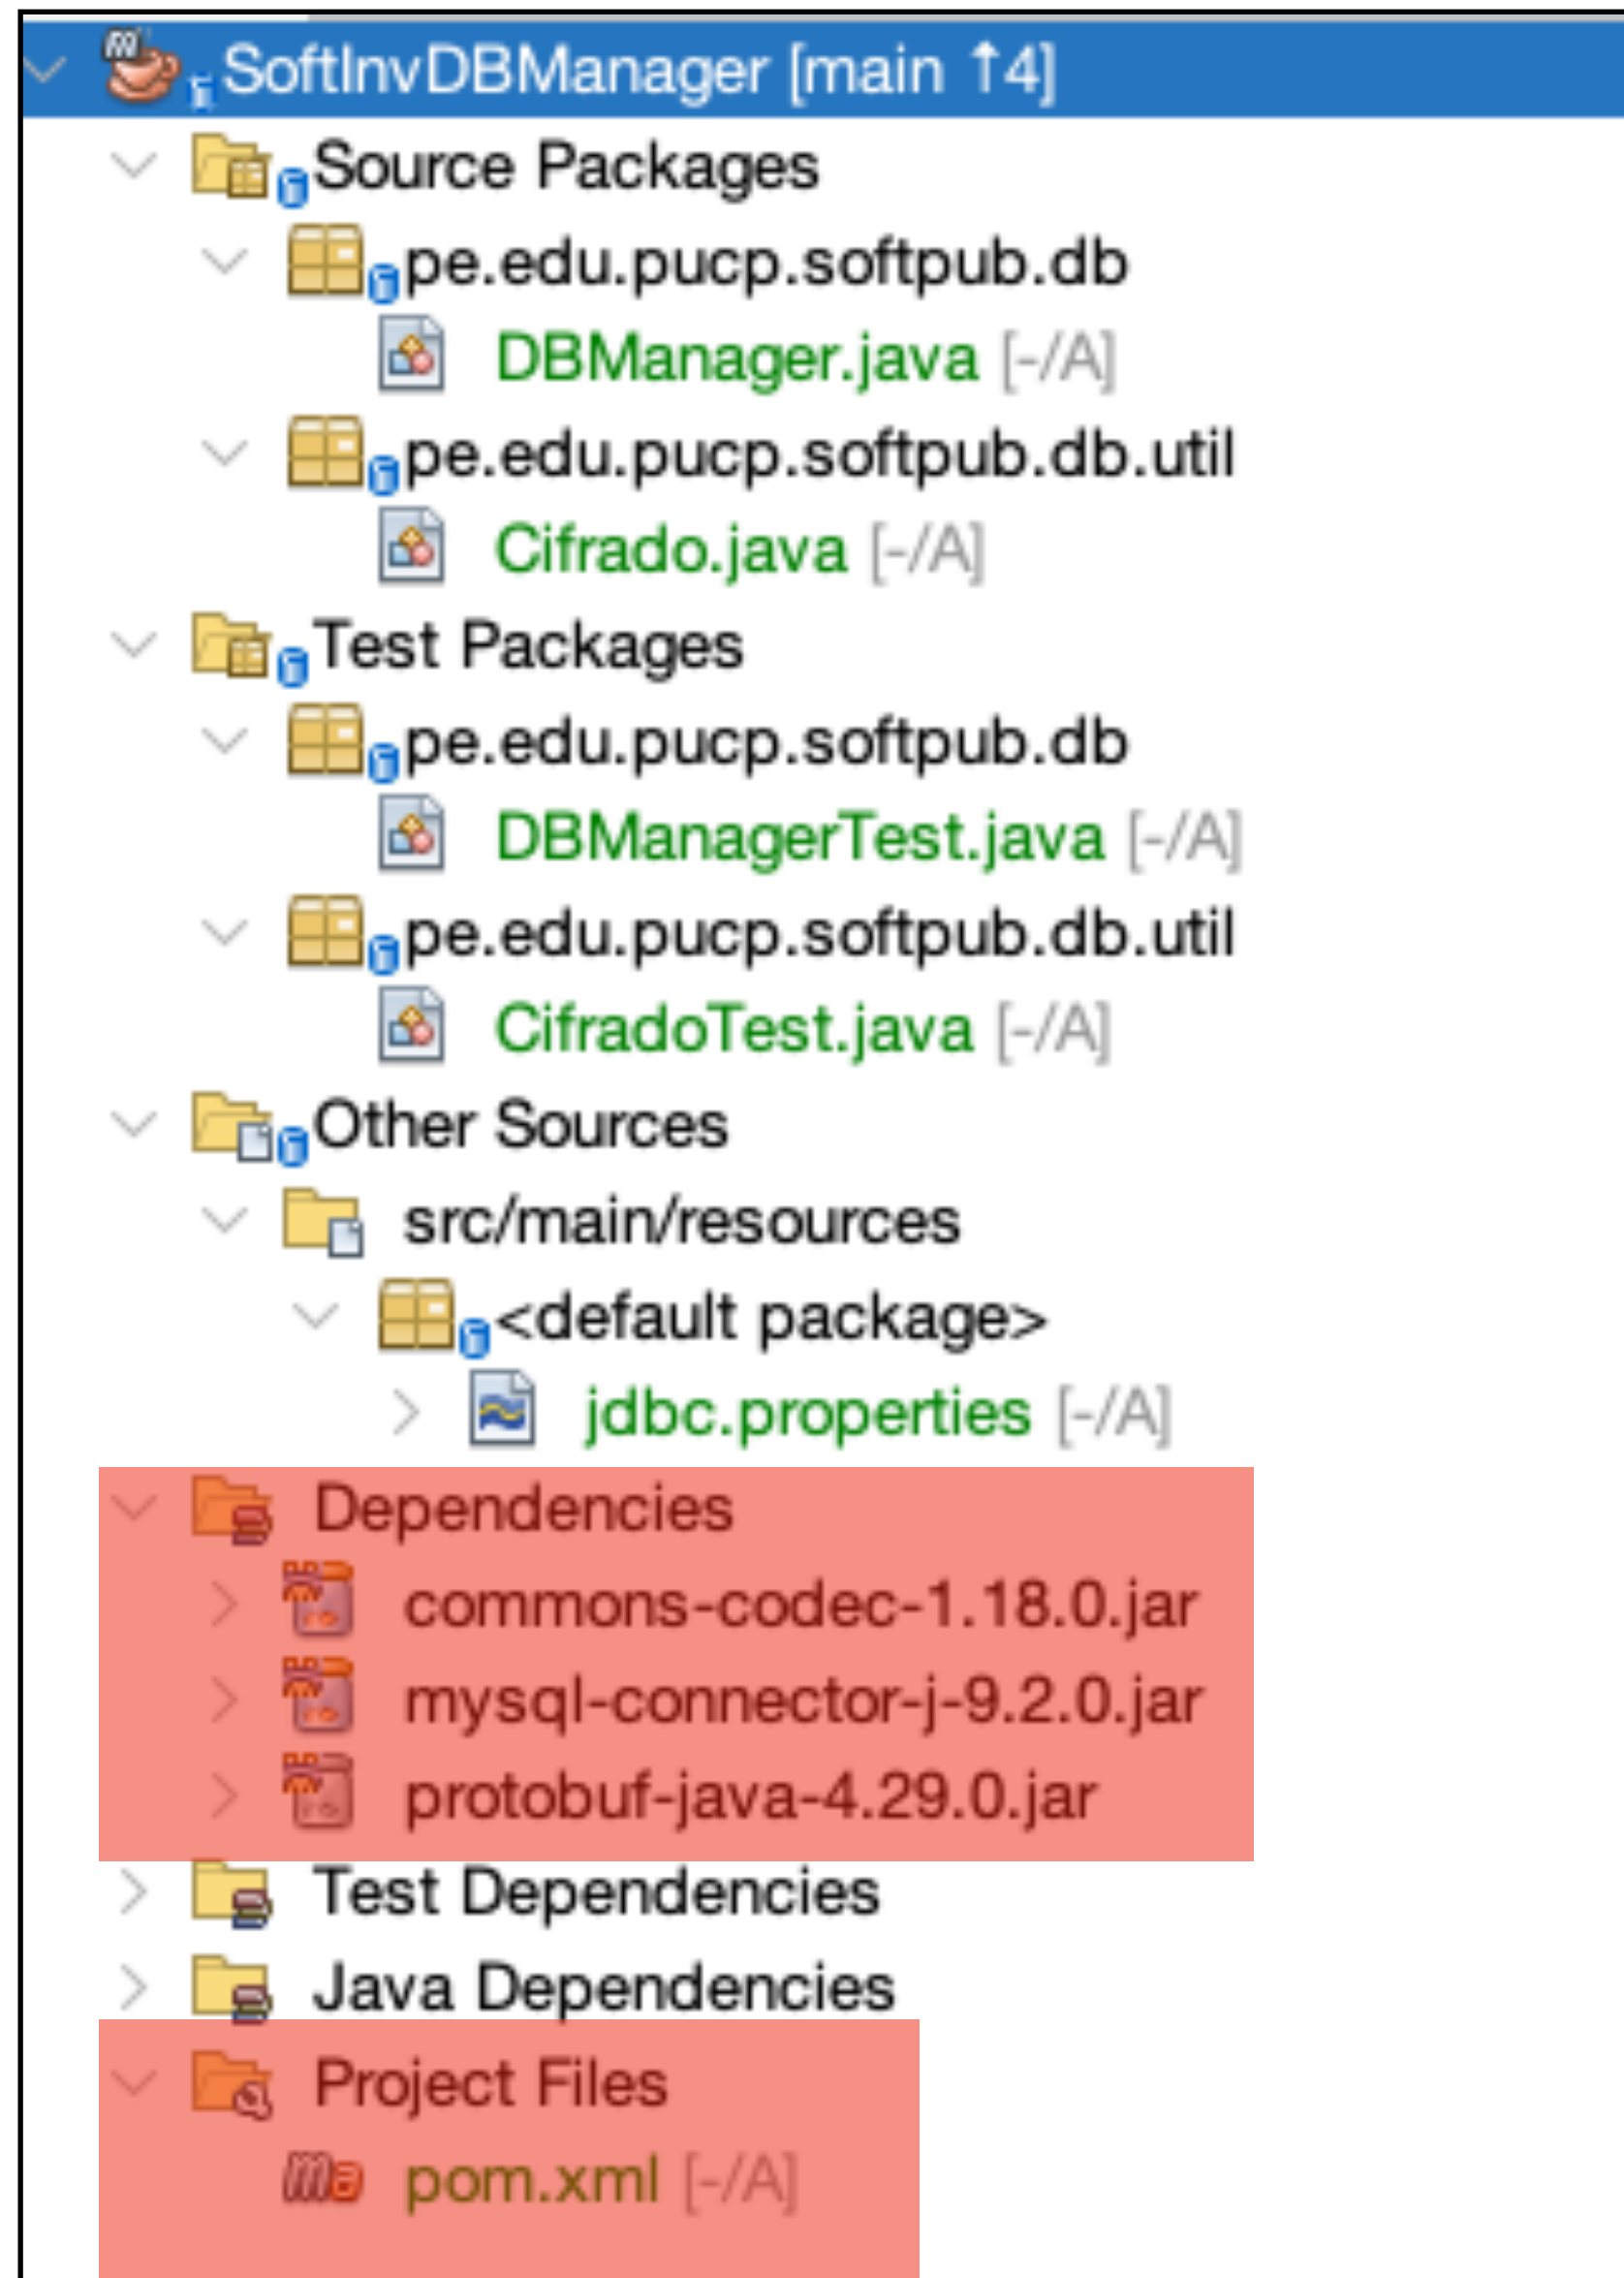 SoftInvDBManager [main ↑4]
Source Packages
pe.edu.pucp.softpub.db
DBManager.java [-/A]
pe.edu.pucp.softpub.db.util
Cifrado.java [-/A]
Test Packages
pe.edu.pucp.softpub.db
DBManagerTest.java [-/A]
pe.edu.pucp.softpub.db.util
CifradoTest.java [-/A]
Other Sources
src/main/resources
<default package>
jdbc.properties [-/A]
Dependencies
commons-codec-1.18.0.jar
mysql-connector-j-9.2.0.jar
protobuf-java-4.29.0.jar
Test Dependencies
Java Dependencies
Project Files
pom.xml [-/A]